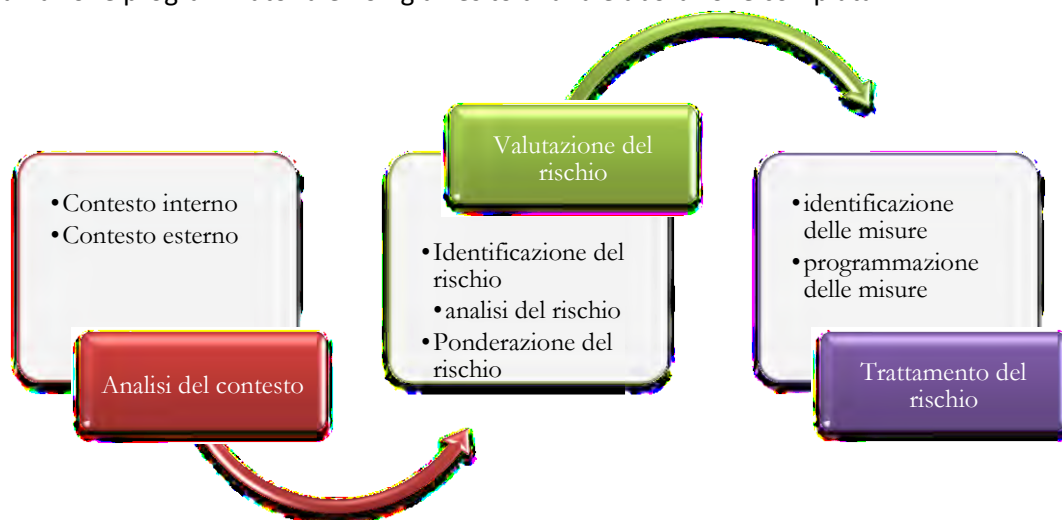 •Contesto interno
•Contesto esterno
Analisi del contesto
Valutazione del
rischio
•Identificazione del
rischio
•analisi del rischio
•Ponderazione del
rischio
•identificazione
delle misure
•programmazione
delle misure
Trattamento del
rischio